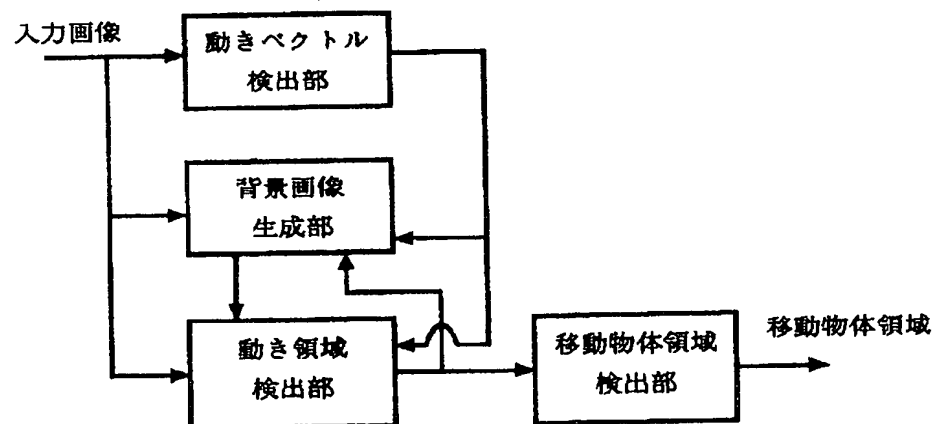 入力画像
動きベクトル
検出部
背景画像
生成部
動き領域
検出部
移動物体領域
検出部
移動物体領域